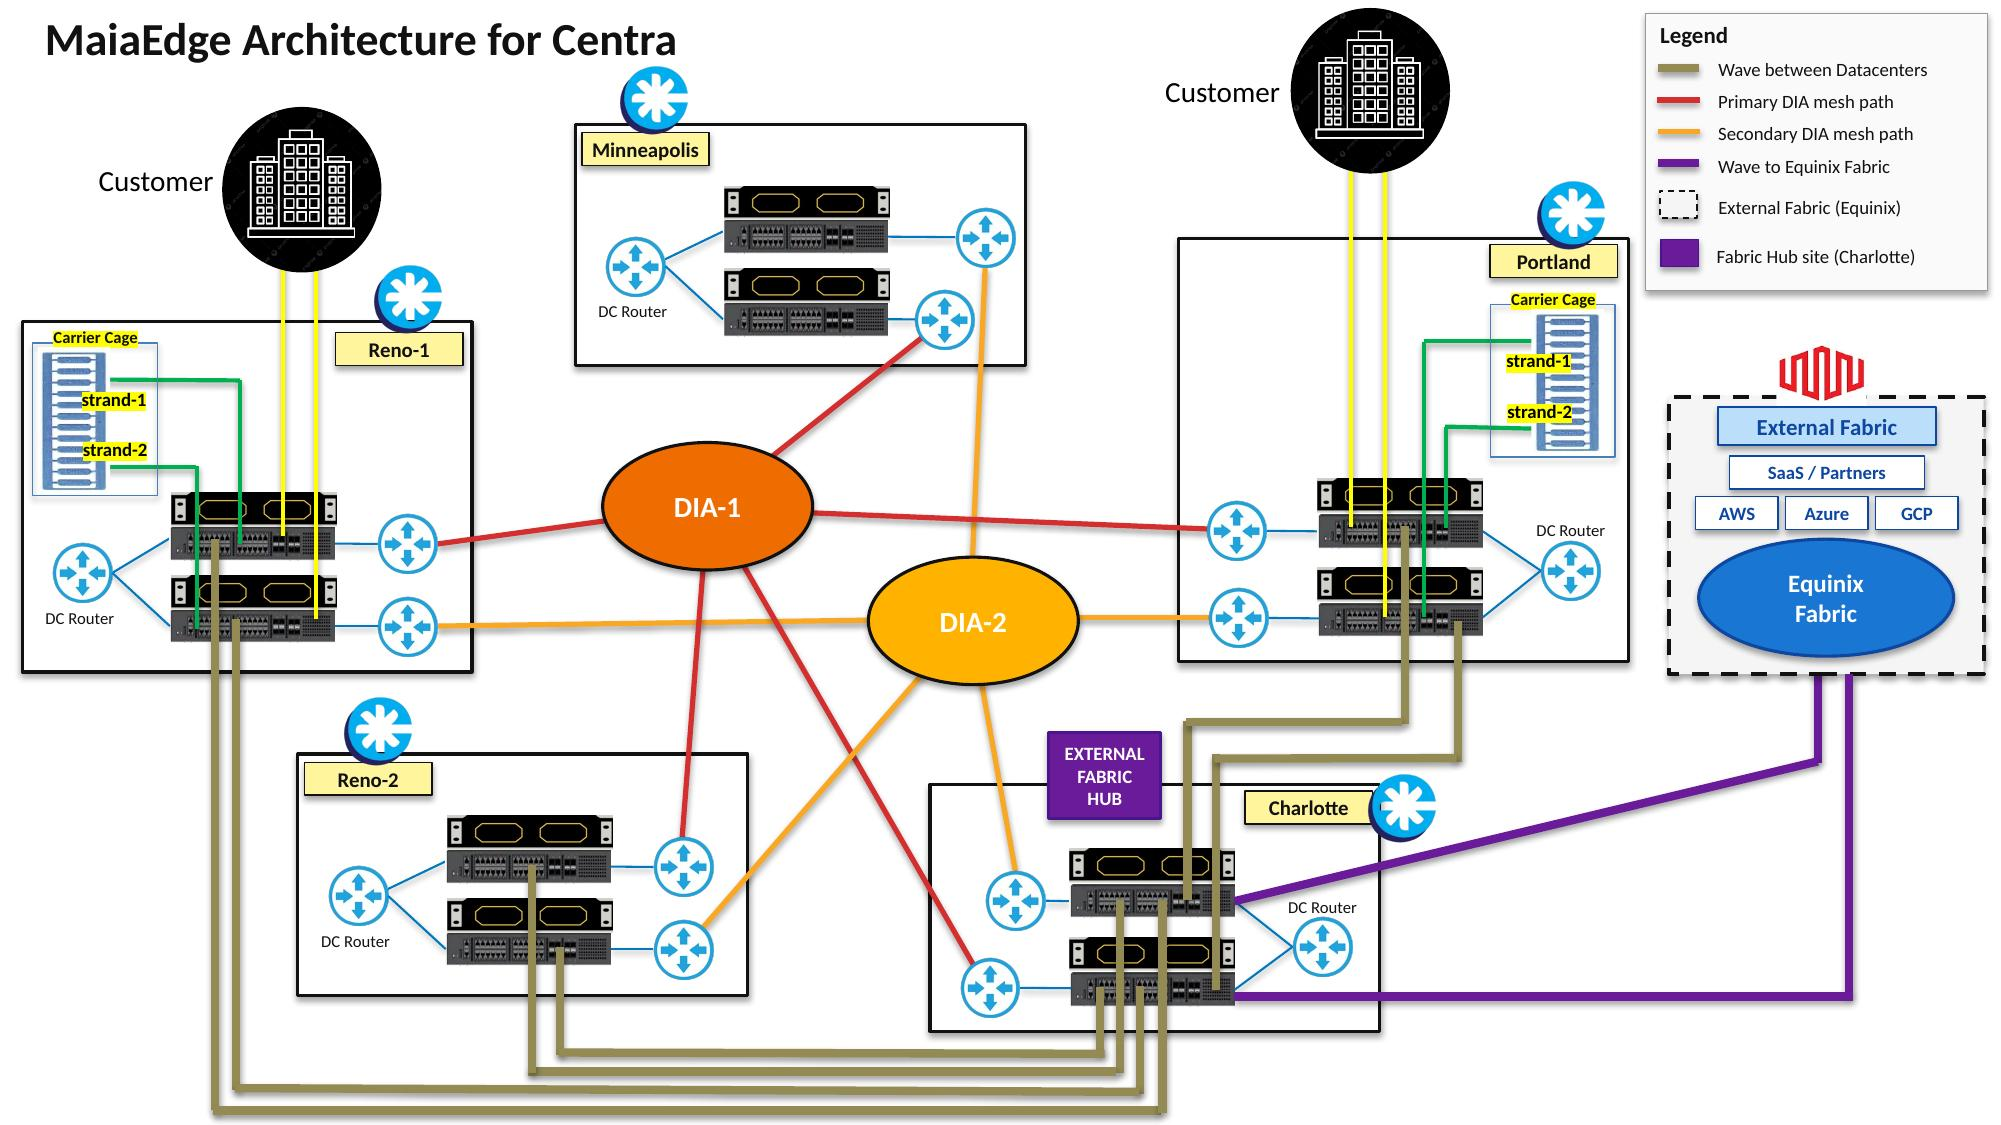 MaiaEdge Architecture for Centra
Customer
Customer
Legend
Wave between Datacenters
Primary DIA mesh path
Secondary DIA mesh path
Wave to Equinix Fabric
External Fabric (Equinix)
Fabric Hub site (Charlotte)
Minneapolis
DC Router
Reno-1
Carrier Cage
strand-1
strand-2
DC Router
Portland
Carrier Cage
strand-1
strand-2
DC Router
DIA-1
DIA-2
External Fabric
SaaS / Partners
AWS
Azure
GCP
Equinix
Fabric
Reno-2
DC Router
EXTERNAL
FABRIC
HUB
Charlotte
DC Router